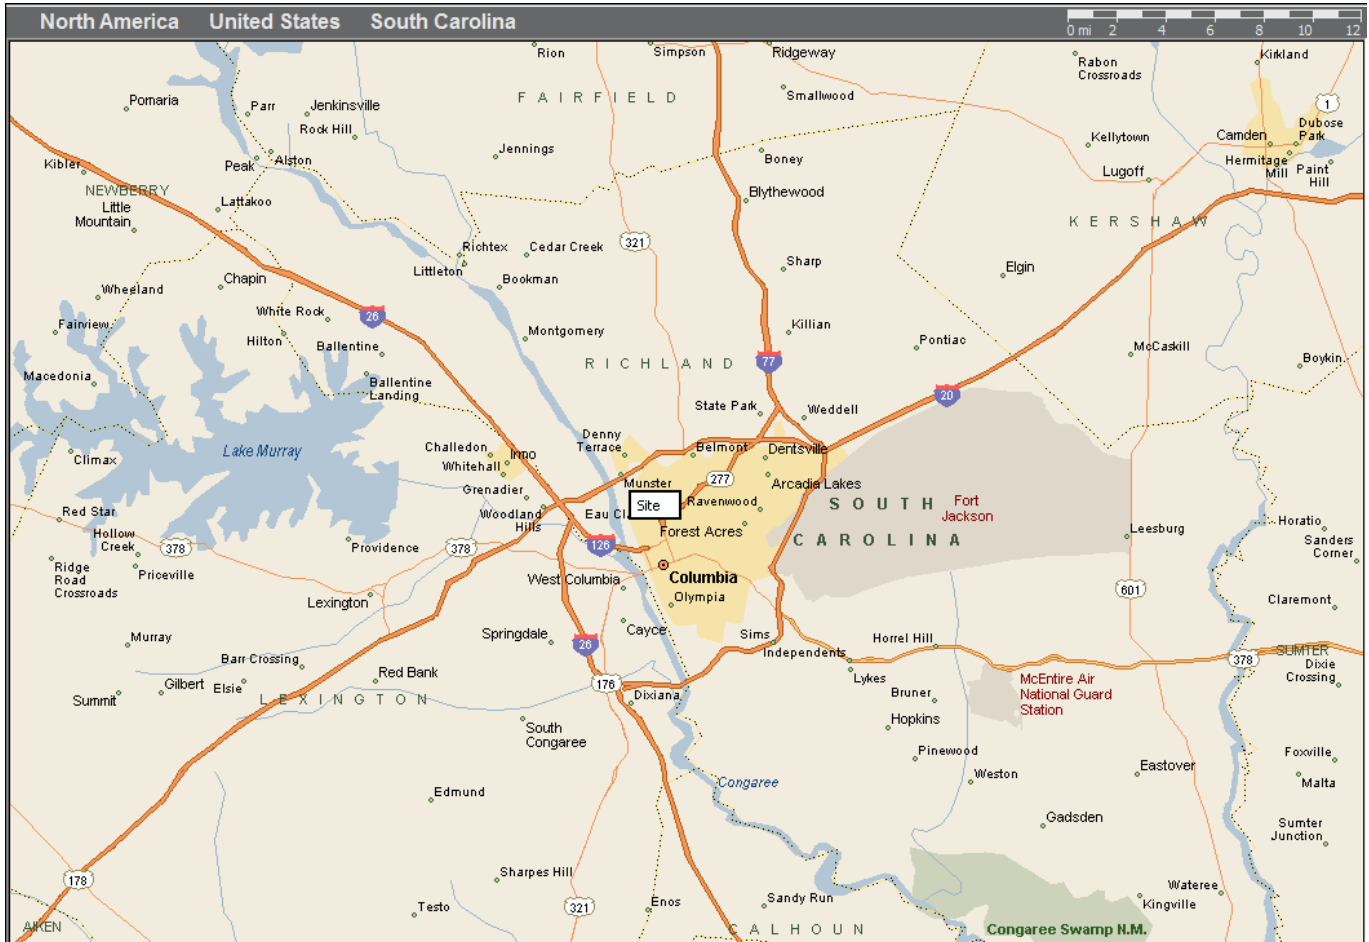 North America United States South Carolina
0 mi 2 4 6 8 10 12
Rion
Simpson
Ridgeway
Rabon
Crossroads
Kirkland
Pomaria
Parr
Jenkinsville
FAIRFIELD
Smallwood
1
Rock Hill
Kellytown
Camden
Dubose
Park
Kibler
Peak
Alston
Jennings
Boney
Lugoff
Hermitage
Mill
Paint
Hill
NEWBERRY
Little
Mountain
Lattakoo
Blythewood
KERSHAW
321
Richtex
Cedar Creek
Littleton
Sharp
Elgin
Chapin
Bookman
Wheeland
White Rock
26
Fairview
Hilton
Ballentine
Montgomery
Killian
Pontiac
McCaskill
Boykin
RICHLAND
77
Macedonia
Ballentine
Landing
20
State Park
Weddell
Denny
Terrace
Challedon
Irmo
Belmont
Dentsville
Lake Murray
Climax
Whitehall
277
Munster
Arcadia Lakes
Grenadier
Site
Ravenwood
SOUTH
Fort
Jackson
Red Star
Woodland
Hills
Eau Cla
Forest Acres
CAROLINA
Leesburg
Horatio
Hollow
Creek
378
Providence
378
126
Sanders
Corner
Ridge
Road
Crossroads
Priceville
West Columbia
Columbia
601
Lexington
Olympia
Claremont
Murray
Springdale
26
Cayce
Sims
Horrel Hill
Independents
378
SUMTER
Barr Crossing
Dixie
Crossing
Summit
Gilbert
Elsie
Red Bank
176
Dixiana
Lykes
Bruner
McEntire Air
National Guard
Station
LEXINGTON
South
Congaree
Hopkins
Pinewood
Foxville
Congaree
Weston
Eastover
Malta
Edmund
Gadsden
Sumter
Junction
178
Sharpes Hill
Wateree
Testo
321
Enos
Sandy Run
Kingville
AIKEN
CALHOUN
Congaree Swamp N.M.